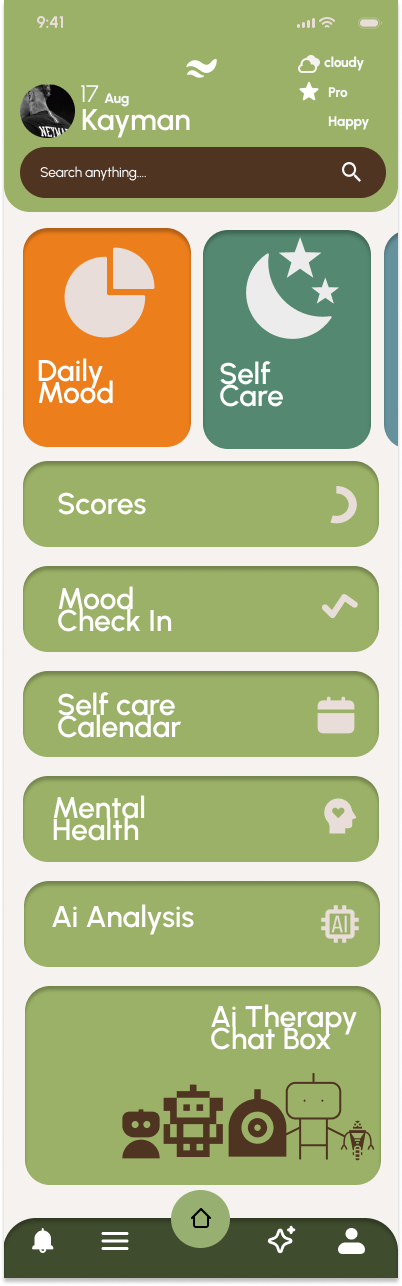 9:41
cloudy
17 Aug
Pro
Kayman
Happy
Search anything....
Daily
Mood
Self
Care
Scores
Mood
Check In
Self care
Calendar
Mental
Health
Ai Analysis
AI
Ai Therapy
Chat Box